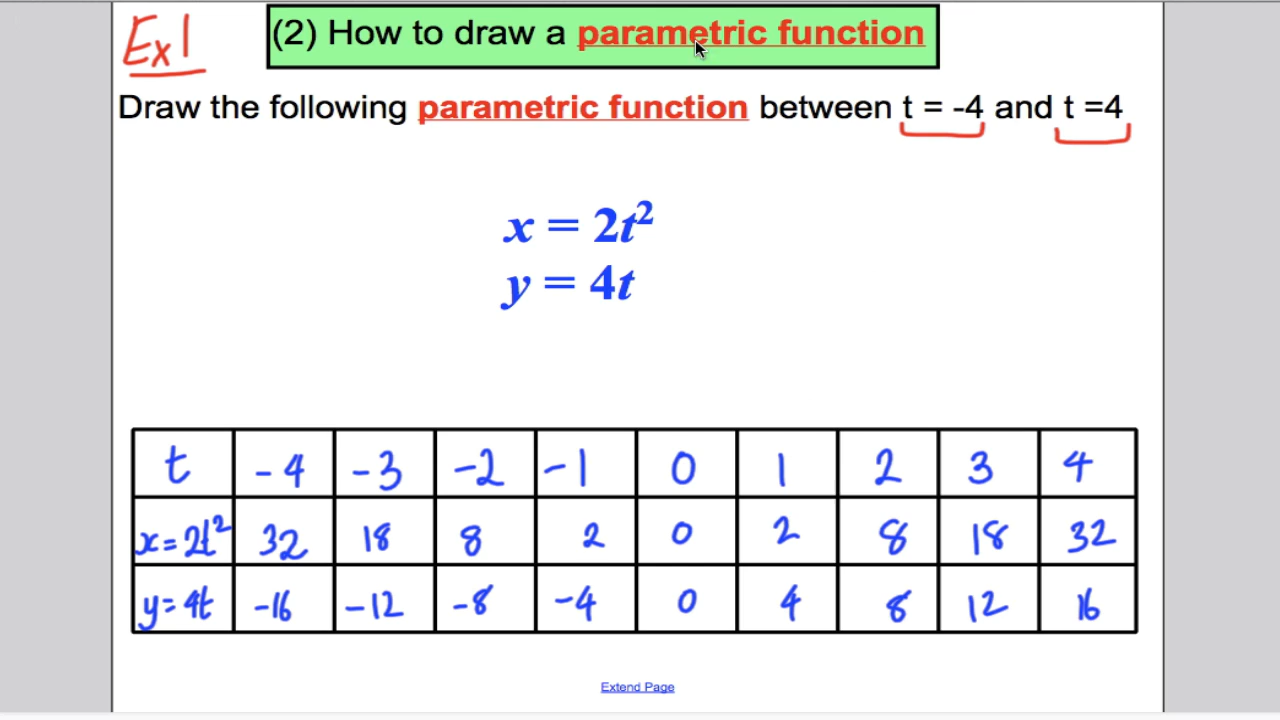 Ex1
(2) How to draw a parametric function
Draw the following parametric function between t = -4 and t =4
x = 2t²
y = 4t
t -4 -3 -2 -1 0 1 2 3 4
x=2t² 32 18 8 2 0 2 8 18 32
y=4t -16 -12 -8 -4 0 4 8 12 16
Extend Page